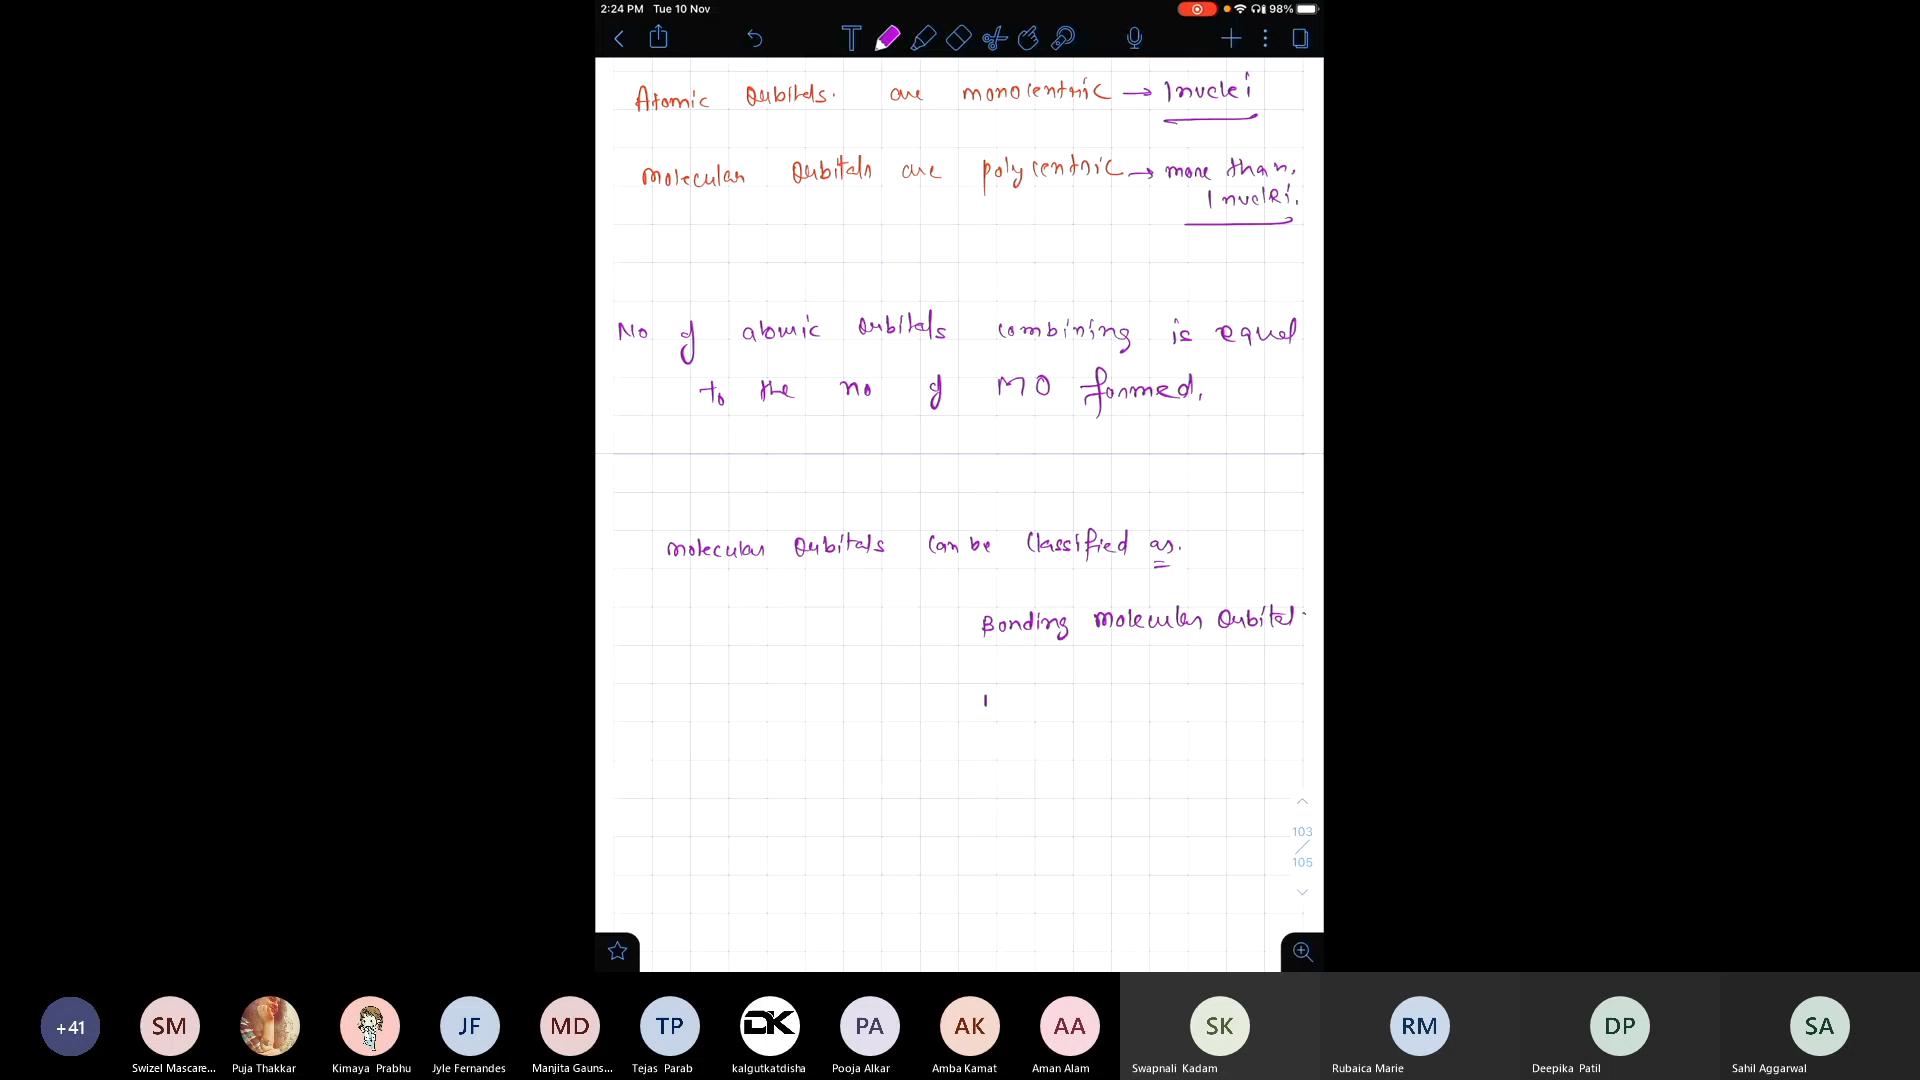 2:24 PM Tue 10 Nov
98%
Atomic Orbitals. are monocentric → 1 nuclei
Molecular Orbitals are polycentric → more than.
1 nuclei.
No of atomic orbitals combining is equal
to the no of MO formed.
Molecular Orbitals can be classified as.
Bonding Molecular Orbital.
103
105
+41
SM
JF
MD
TP
DK
PA
AK
AA
SK
RM
DP
SA
Swizel Mascare... Puja Thakkar Kimaya Prabhu Jyle Fernandes Manjita Gauns... Tejas Parab kalgutkatdisha Pooja Alkar Amba Kamat Aman Alam Swapnali Kadam Rubaica Marie Deepika Patil Sahil Aggarwal